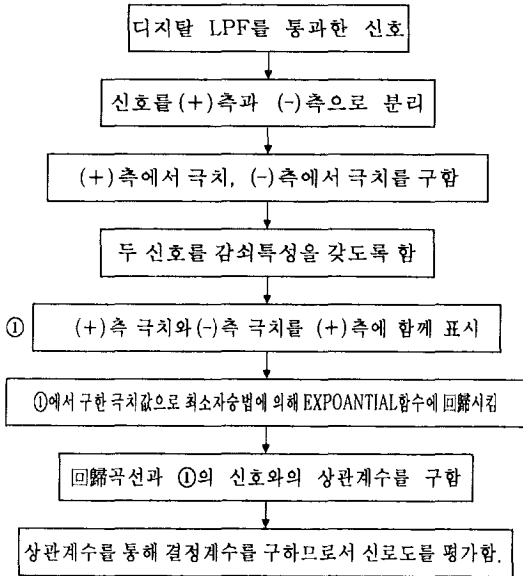 디지탈 LPF를 통과한 신호
신호를(+)측과 (-)측으로 분리
(+)측에서 극치, (-)측에서 극치를 구함
두 신호를 감쇠특성을 갖도록 함
① (+)측 극치와(-)측 극치를 (+)측에 함께 표시
①에서 구한 극치값으로 최소자승법에 의해 EXPOANTIAL함수에 回歸시킴
回歸곡선과 ①의 신호와의 상관계수를 구함
상관계수를 통해 결정계수를 구하므로서 신로도를 평가함.